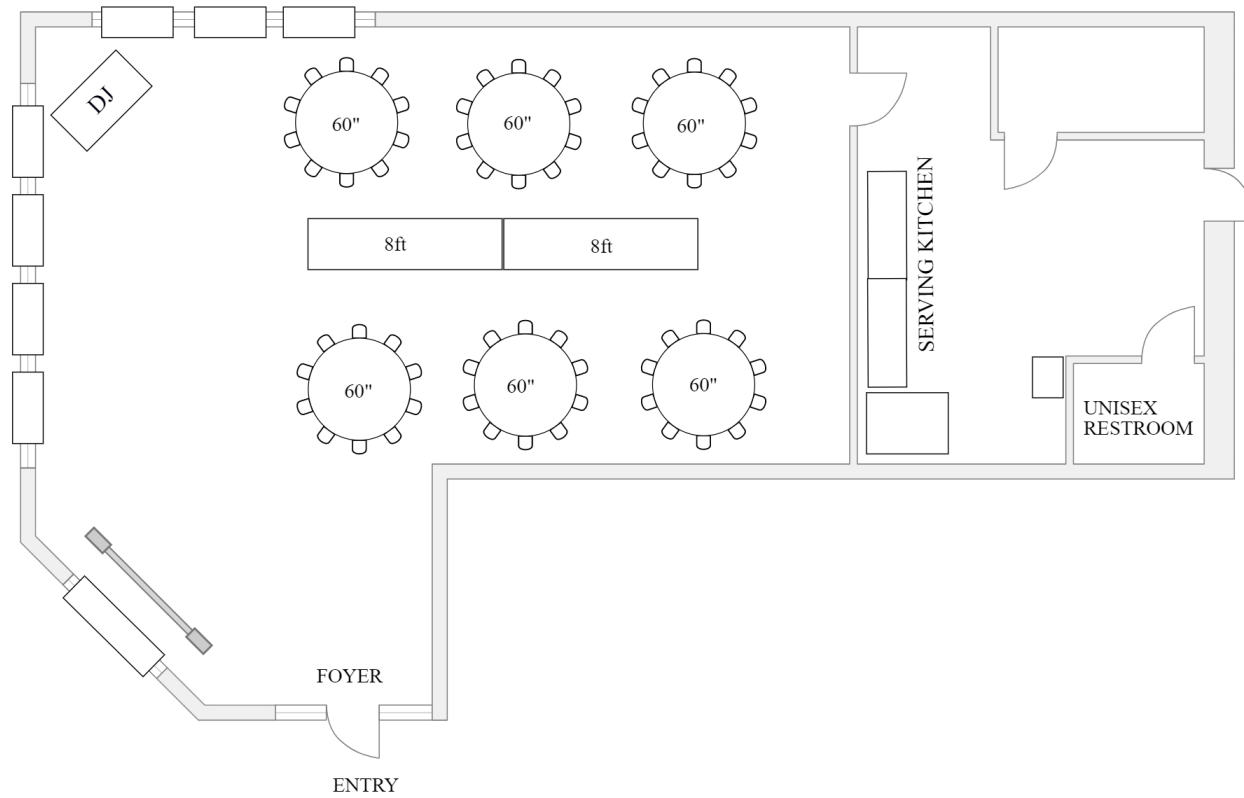 DJ
60"
60"
60"
8ft
8ft
SERVING KITCHEN
60"
60"
60"
UNISEX
RESTROOM
FOYER
ENTRY